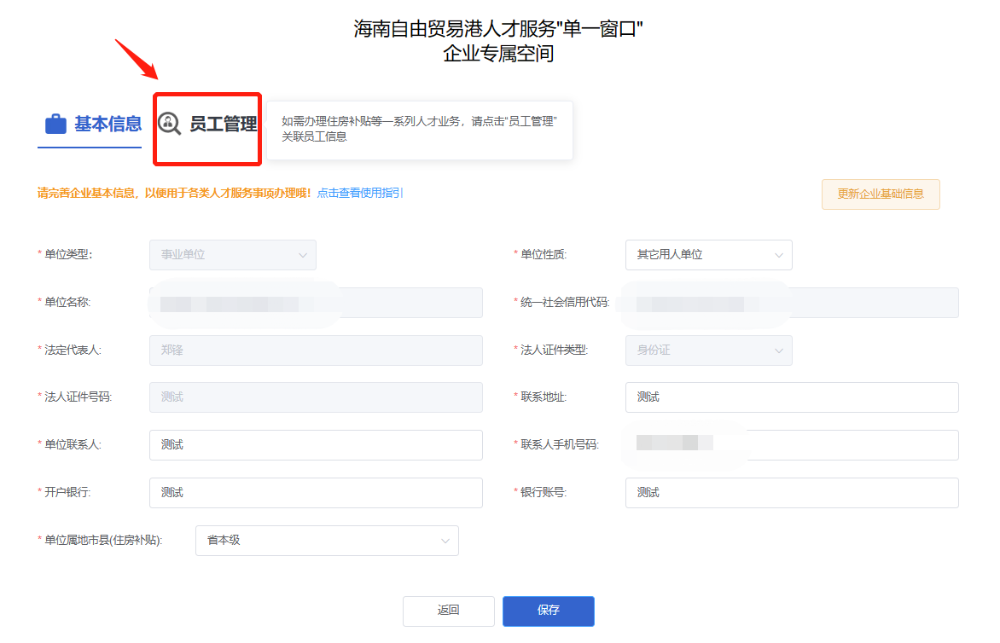 海南自由贸易港人才服务"单一窗口"
企业专属空间
基本信息
员工管理
如需办理住房补贴等一系列人才业务，请点击“员工管理”
关联员工信息
请完善企业基本信息，以便用于各类人才服务事项办理哦！点击查看使用指引
更新企业基础信息
* 单位类型：
事业单位
* 单位性质:
其它用人单位
* 单位名称:
* 统一社会信用代码:
* 法定代表人:
郑锋
* 法人证件类型:
身份证
* 法人证件号码:
测试
* 联系地址:
测试
* 单位联系人:
测试
* 联系人手机号码:
* 开户银行:
测试
* 银行账号:
测试
* 单位属地市县(住房补贴):
省本级
返回
保存